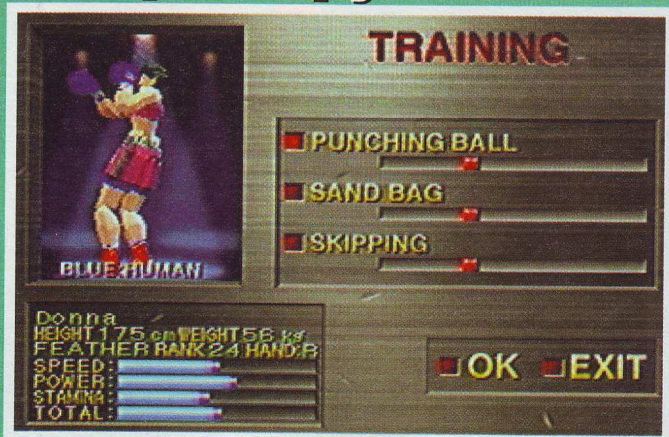 TRAINING
PUNCHING BALL
SAND BAG
SKIPPING
BLUE:HUMAN
Donna
HEIGHT 175 cm WEIGHT 56 kg
FEATHER RANK:24 HAND:R
SPEED:
POWER:
STAMINA:
TOTAL:
OK EXIT